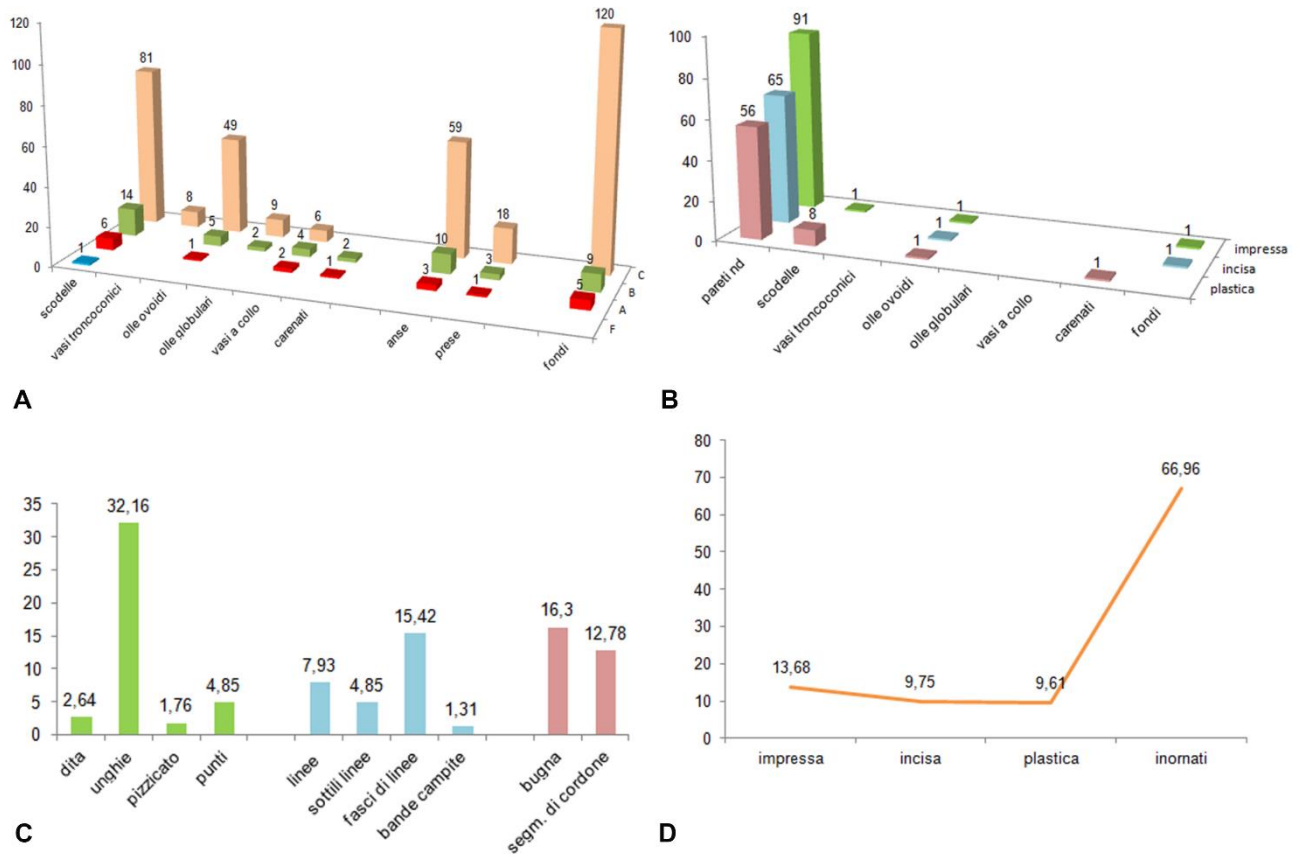 120
100
80
60
40
20
0
81
49
59
120
14
8
5
9
6
10
18
9
6
1
2
4
2
3
3
5
1
2
1
1
scodelle
vasi troncoconici
olle ovoidi
olle globulari
vasi a collo
carenati
anse
prese
fondi
C
B
A
F
A
100
80
60
40
20
0
91
65
56
8
1
1
1
1
1
1
1
pareti nd
scodelle
vasi troncoconici
olle ovoidi
olle globulari
vasi a collo
carenati
fondi
impressa
incisa
plastica
B
35
30
25
20
15
10
5
0
2,64
32,16
1,76
4,85
7,93
4,85
15,42
1,31
16,3
12,78
dita
unghie
pizzicato
punti
linee
sottili linee
fasci di linee
bande campite
bugna
segm. di cordone
C
80
70
60
50
40
30
20
10
0
13,68
9,75
9,61
66,96
impressa
incisa
plastica
inornati
D